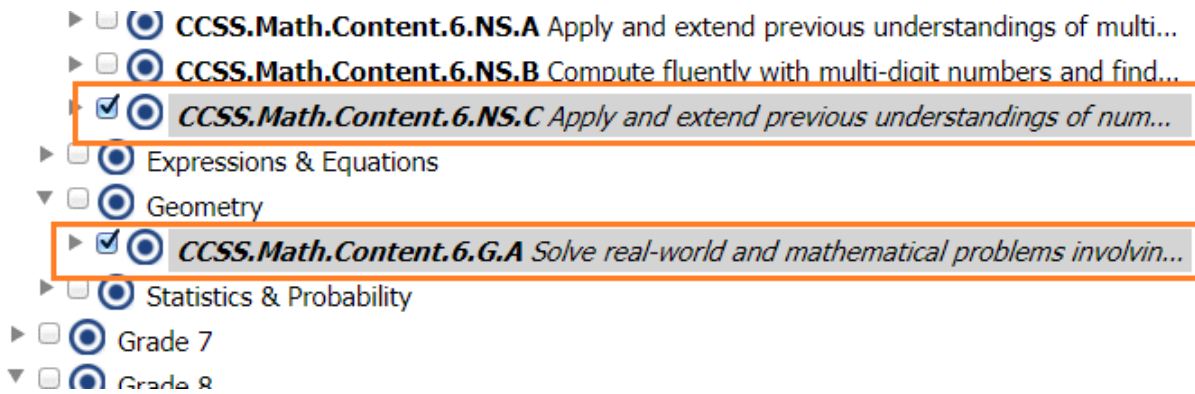 CCSS.Math.Content.6.NS.A Apply and extend previous understandings of multi...
CCSS.Math.Content.6.NS.B Compute fluently with multi-digit numbers and find...
CCSS.Math.Content.6.NS.C Apply and extend previous understandings of num...
Expressions & Equations
Geometry
CCSS.Math.Content.6.G.A Solve real-world and mathematical problems involvin...
Statistics & Probability
Grade 7
Grade 8